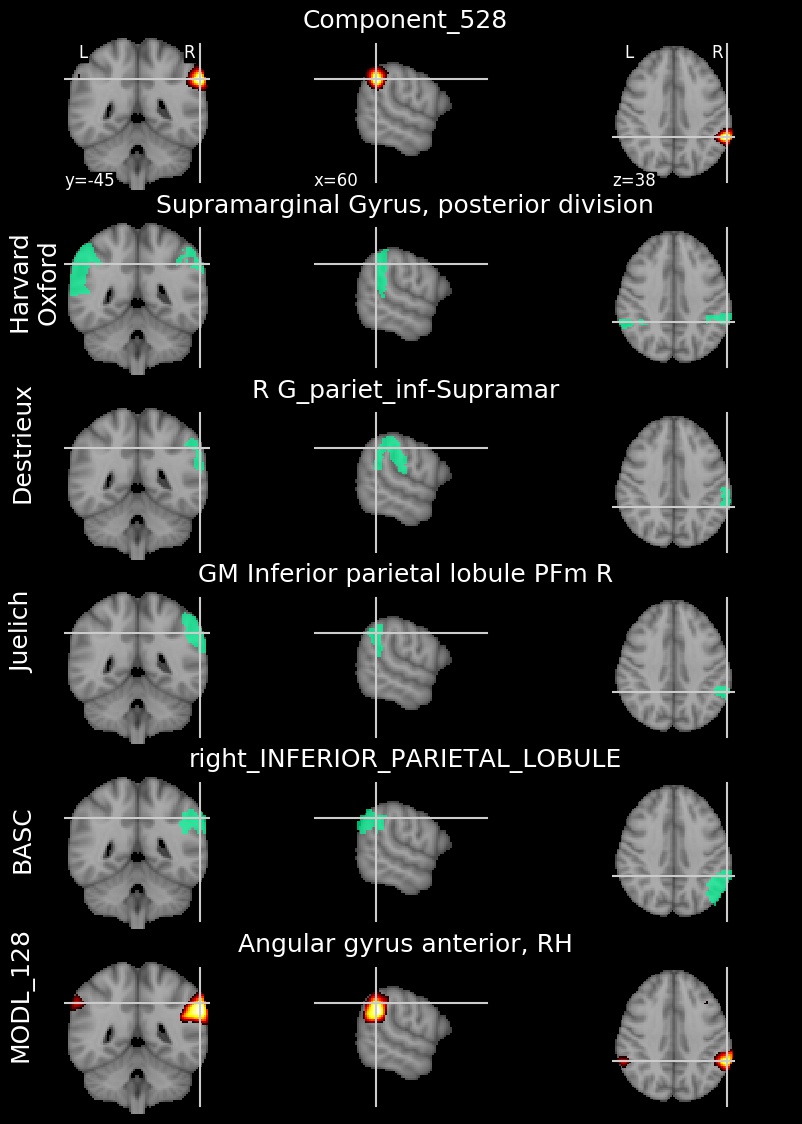 Component_528
L R
L R
y=-45 x=60 z=38
Supramarginal Gyrus, posterior division
Harvard
Oxford
R G_pariet_inf-Supramar
Destrieux
GM Inferior parietal lobule PFm R
Juelich
right_INFERIOR_PARIETAL_LOBULE
BASC
Angular gyrus anterior, RH
MODL_128